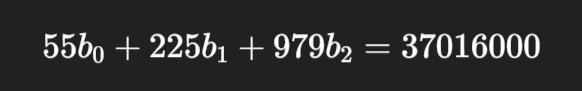 55b₀ + 225b₁ + 979b₂ = 37016000